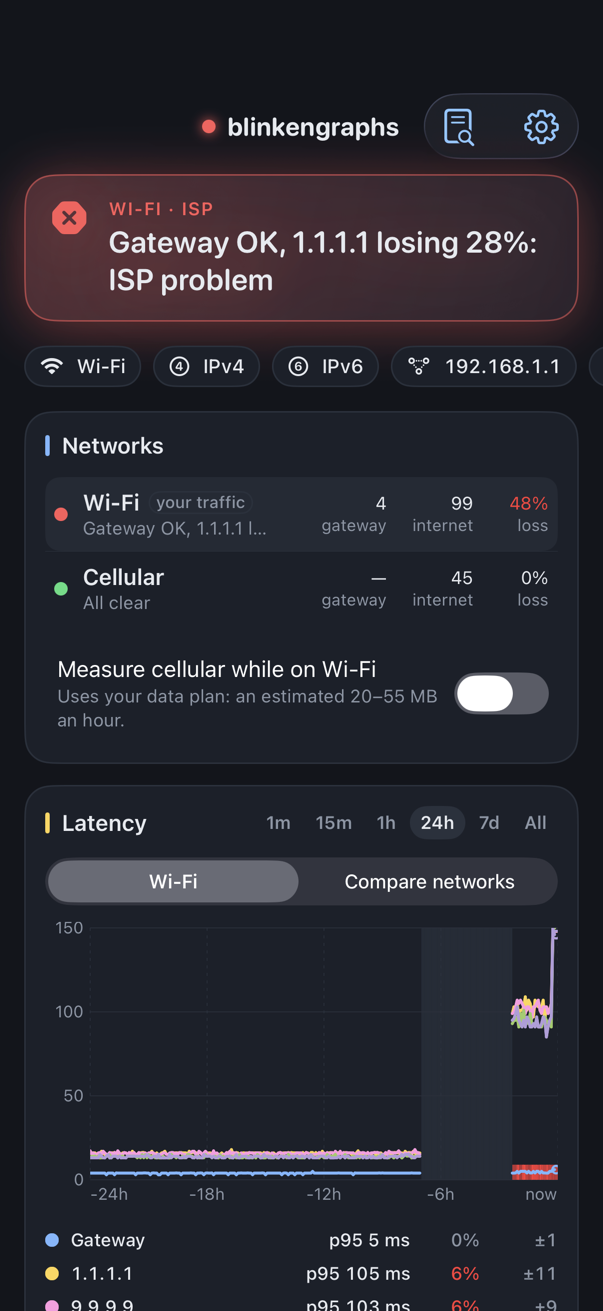 blinkengraphs
WI-FI · ISP
Gateway OK, 1.1.1.1 losing 28%:
ISP problem
Wi-Fi
4 IPv4
6 IPv6
192.168.1.1
Networks
Wi-Fi your traffic 4 99 48%
Gateway OK, 1.1.1.1 l... gateway internet loss
Cellular — 45 0%
All clear gateway internet loss
Measure cellular while on Wi-Fi
Uses your data plan: an estimated 20–55 MB
an hour.
Latency 1m 15m 1h 24h 7d All
Wi-Fi Compare networks
150
100
50
0
-24h -18h -12h -6h now
Gateway p95 5 ms 0% ±1
1.1.1.1 p95 105 ms 6% ±11
9.9.9.9 p95 103 ms 6% ±9